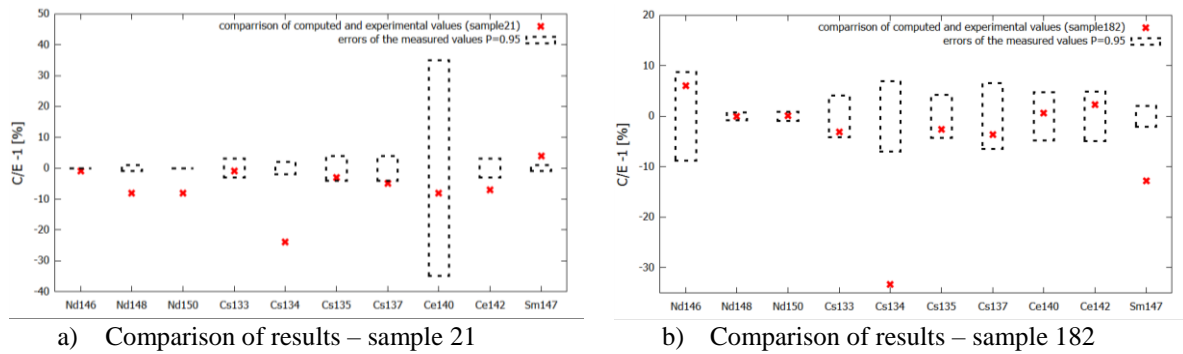 comparrison of computed and experimental values (sample21)
errors of the measured values P=0.95
C/E -1 [%]
50
40
30
20
10
0
-10
-20
-30
-40
Nd146 Nd148 Nd150 Cs133 Cs134 Cs135 Cs137 Ce140 Ce142 Sm147
a) Comparison of results – sample 21
comparrison of computed and experimental values (sample182)
errors of the measured values P=0.95
C/E -1 [%]
20
10
0
-10
-20
-30
Nd146 Nd148 Nd150 Cs133 Cs134 Cs135 Cs137 Ce140 Ce142 Sm147
b) Comparison of results – sample 182